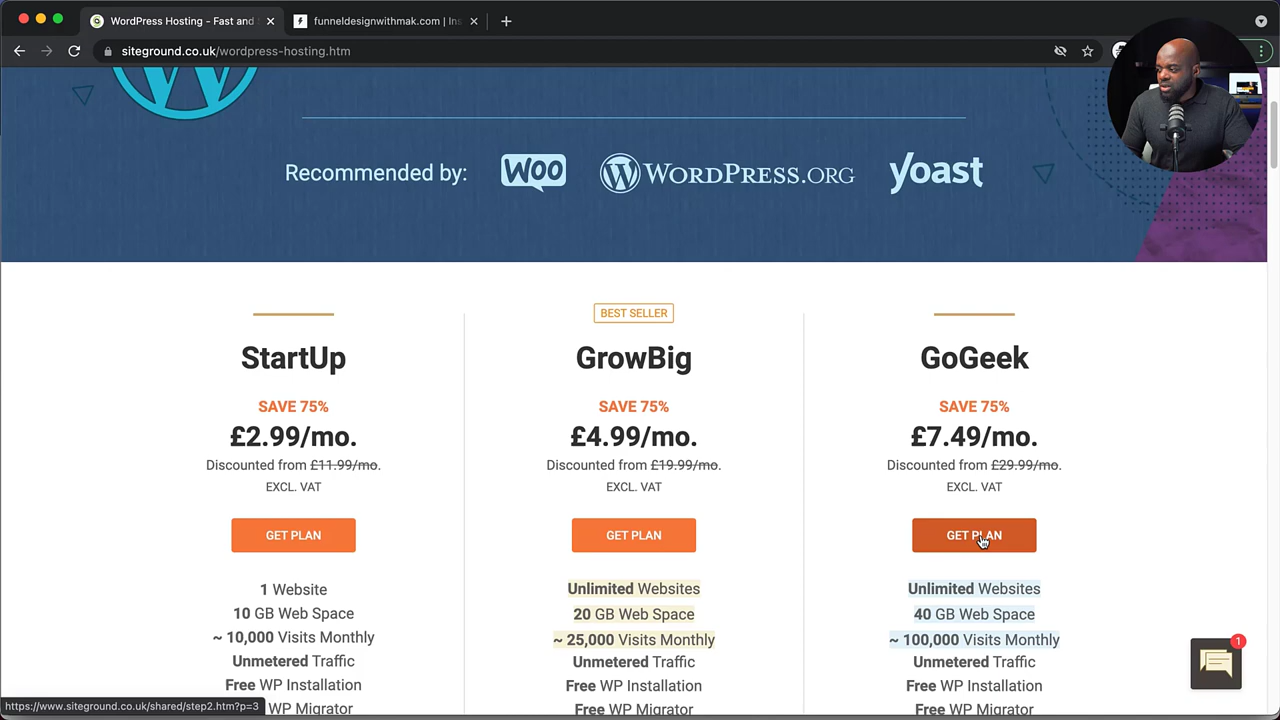 WordPress Hosting – Fast and S
funneldesignwithmak.com | Ins
siteground.co.uk/wordpress-hosting.htm
Recommended by:
WOO
WORDPRESS.ORG
yoast
BEST SELLER
StartUp
SAVE 75%
£2.99/mo.
Discounted from £11.99/mo.
EXCL. VAT
GET PLAN
1 Website
10 GB Web Space
~ 10,000 Visits Monthly
Unmetered Traffic
Free WP Installation
WP Migrator
GrowBig
SAVE 75%
£4.99/mo.
Discounted from £19.99/mo.
EXCL. VAT
GET PLAN
Unlimited Websites
20 GB Web Space
~ 25,000 Visits Monthly
Unmetered Traffic
Free WP Installation
Free WP Migrator
GoGeek
SAVE 75%
£7.49/mo.
Discounted from £29.99/mo.
EXCL. VAT
GET PLAN
Unlimited Websites
40 GB Web Space
~ 100,000 Visits Monthly
Unmetered Traffic
Free WP Installation
Free WP Migrator
1
https://www.siteground.co.uk/shared/step2.htm?p=3